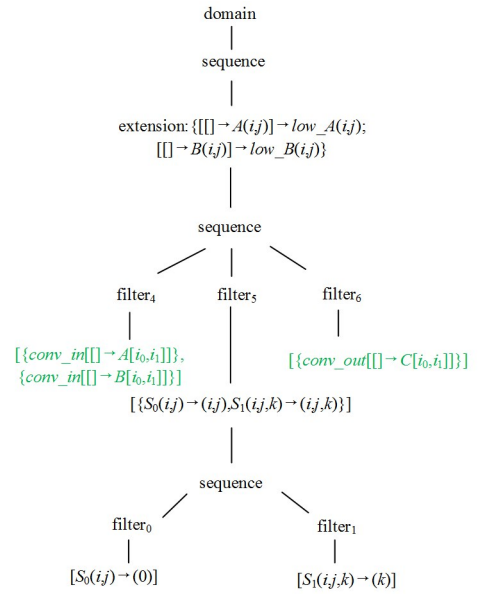 domain
sequence
extension:{[[]→A(i,j)]→low_A(i,j);
[[]→B(i,j)]→low_B(i,j)}
sequence
filter₄ filter₅ filter₆
[{conv_in[[]→A[i₀,i₁]]},
{conv_in[[]→B[i₀,i₁]]}]
[{conv_out[[]→C[i₀,i₁]]}]
[{S₀(i,j)→(i,j),S₁(i,j,k)→(i,j,k)}]
sequence
filter₀ filter₁
[S₀(i,j)→(0)] [S₁(i,j,k)→(k)]